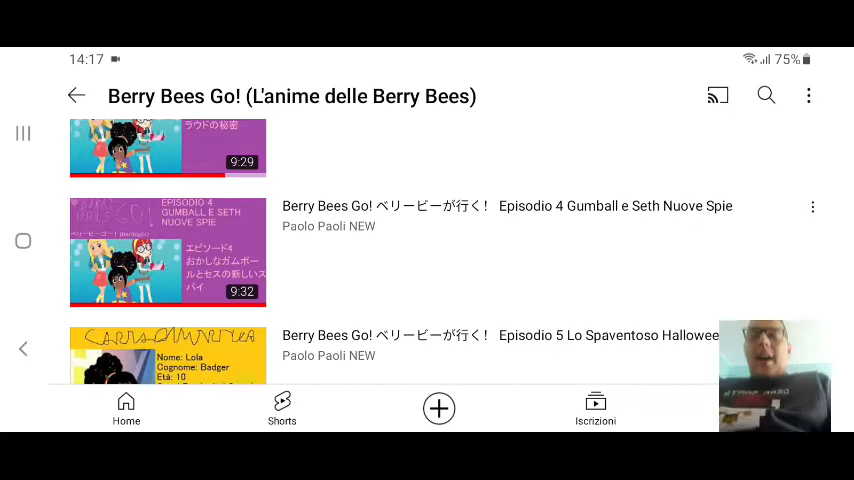 14:17
75%
Berry Bees Go! (L'anime delle Berry Bees)
ラウドの秘密
9:29
EPISODIO 4
GUMBALL E SETH
NUOVE SPIE
エピソード4
おかしなガムボー
ルとセスの新しいス
パイ
9:32
Berry Bees Go! ベリービーが行く! Episodio 4 Gumball e Seth Nuove Spie
Paolo Paoli NEW
Nome: Lola
Cognome: Badger
Età: 10
Berry Bees Go! ベリービーが行く! Episodio 5 Lo Spaventoso Hallowee
Paolo Paoli NEW
Home
Shorts
Iscrizioni